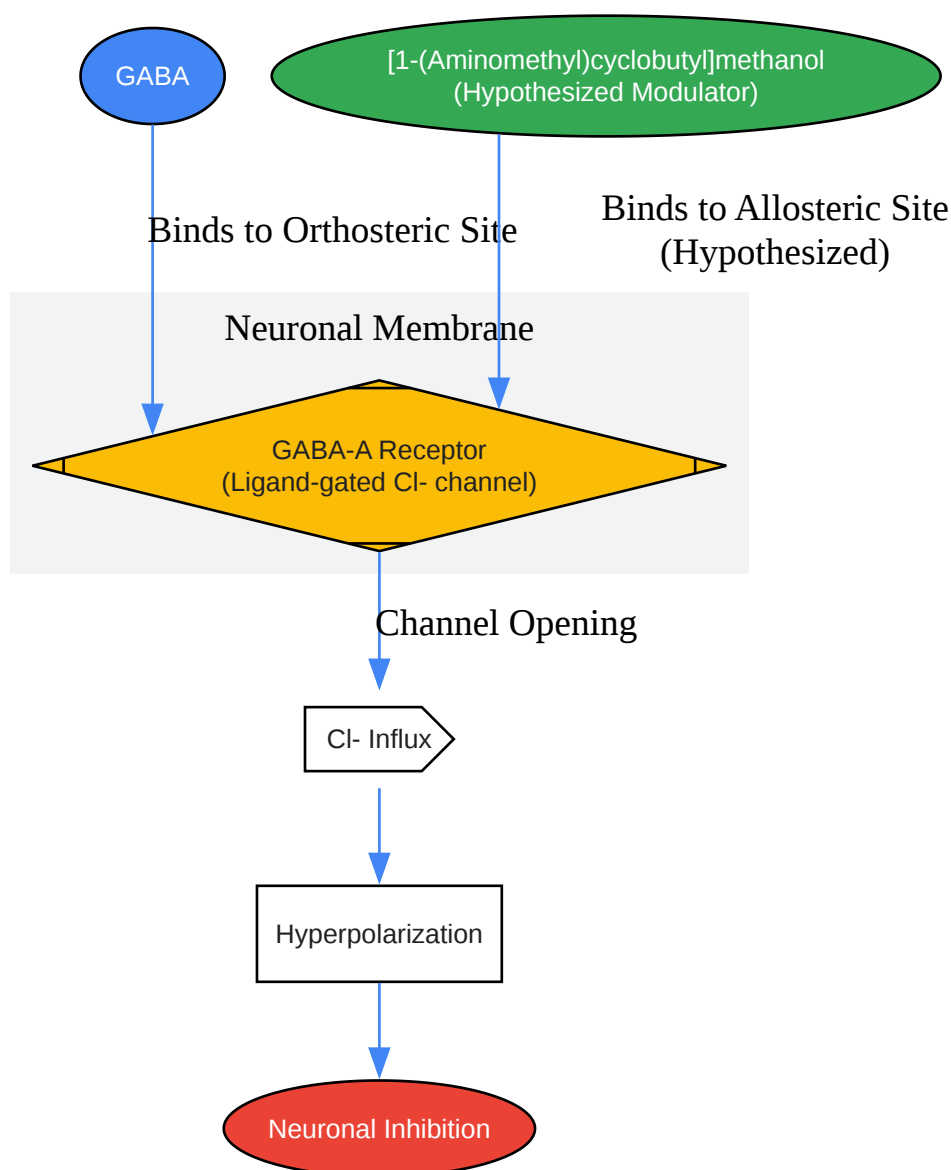 GABA
[1-(Aminomethyl)cyclobutyl]methanol
(Hypothesized Modulator)
Binds to Orthosteric Site
Binds to Allosteric Site
(Hypothesized)
Neuronal Membrane
GABA-A Receptor
(Ligand-gated Cl- channel)
Channel Opening
Cl- Influx
Hyperpolarization
Neuronal Inhibition